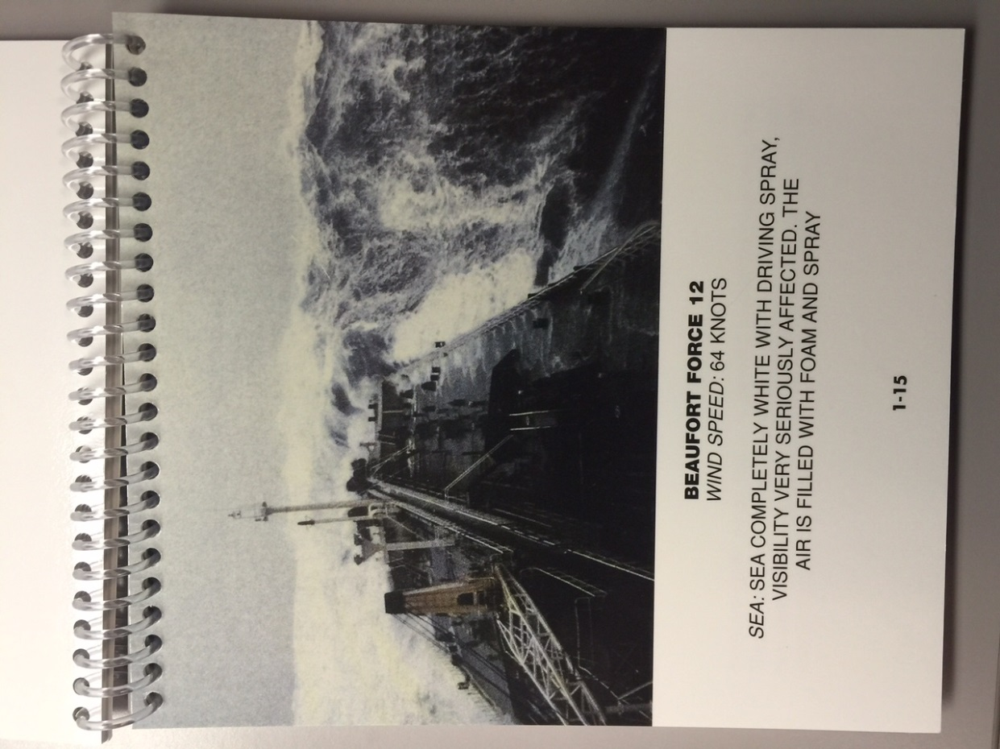 BEAUFORT FORCE 12
WIND SPEED: 64 KNOTS
SEA: SEA COMPLETELY WHITE WITH DRIVING SPRAY,
VISIBILITY VERY SERIOUSLY AFFECTED. THE
AIR IS FILLED WITH FOAM AND SPRAY
1-15